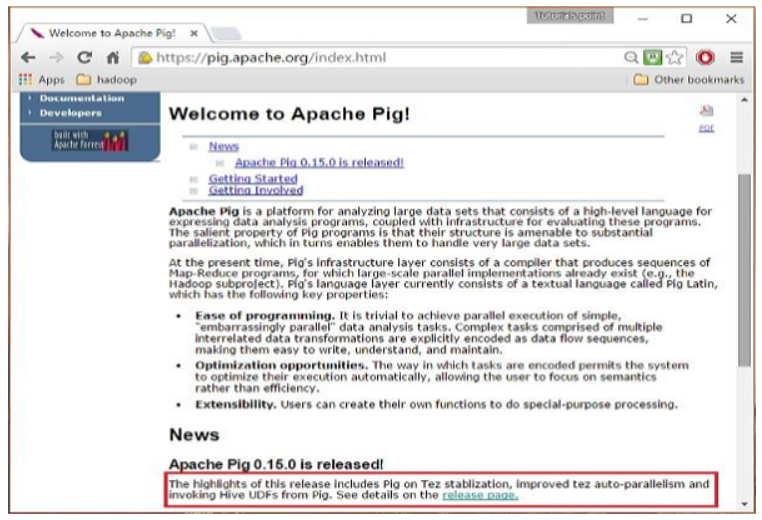 Tutorials point
Welcome to Apache Pig!
https://pig.apache.org/index.html
Apps hadoop Other bookmarks
Documentation
Developers
built with
Apache Forrest
Welcome to Apache Pig!
PDF
News
Apache Pig 0.15.0 is released!
Getting Started
Getting Involved
Apache Pig is a platform for analyzing large data sets that consists of a high-level language for
expressing data analysis programs, coupled with infrastructure for evaluating these programs.
The salient property of Pig programs is that their structure is amenable to substantial
parallelization, which in turns enables them to handle very large data sets.
At the present time, Pig's infrastructure layer consists of a compiler that produces sequences of
Map-Reduce programs, for which large-scale parallel implementations already exist (e.g., the
Hadoop subproject). Pig's language layer currently consists of a textual language called Pig Latin,
which has the following key properties:
• Ease of programming. It is trivial to achieve parallel execution of simple,
"embarrassingly parallel" data analysis tasks. Complex tasks comprised of multiple
interrelated data transformations are explicitly encoded as data flow sequences,
making them easy to write, understand, and maintain.
• Optimization opportunities. The way in which tasks are encoded permits the system
to optimize their execution automatically, allowing the user to focus on semantics
rather than efficiency.
• Extensibility. Users can create their own functions to do special-purpose processing.
News
Apache Pig 0.15.0 is released!
The highlights of this release includes Pig on Tez stablization, improved tez auto-parallelism and
invoking Hive UDFs from Pig. See details on the release page.